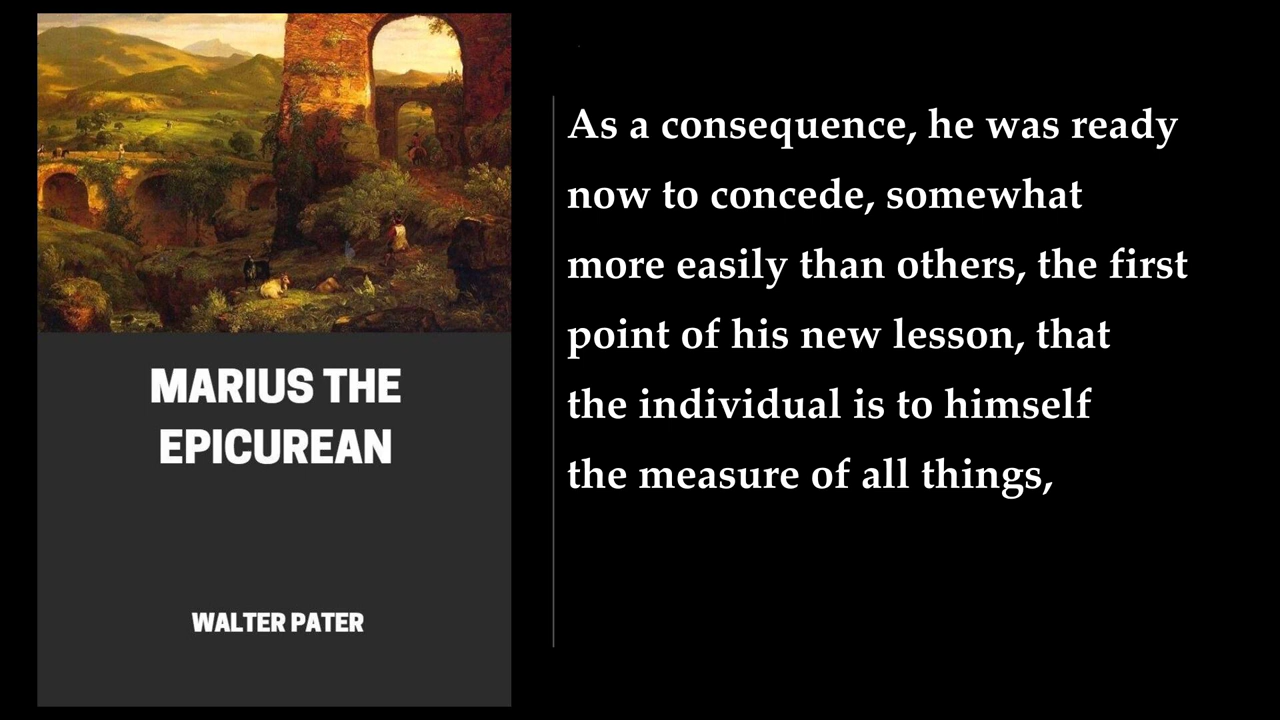 MARIUS THE
EPICUREAN
WALTER PATER
As a consequence, he was ready
now to concede, somewhat
more easily than others, the first
point of his new lesson, that
the individual is to himself
the measure of all things,